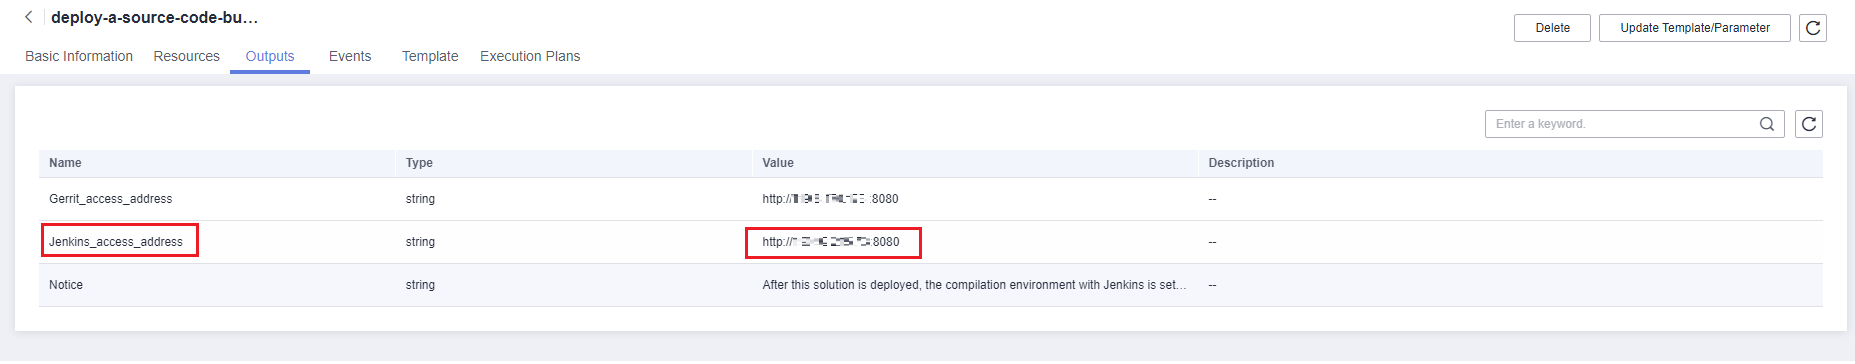 deploy-a-source-code-bu...
Delete
Update Template/Parameter
Basic Information Resources Outputs Events Template Execution Plans
Enter a keyword.
Name Type Value Description
Gerrit_access_address string http:// :8080 --
Jenkins_access_address string http:// :8080 --
Notice string After this solution is deployed, the compilation environment with Jenkins is set... --